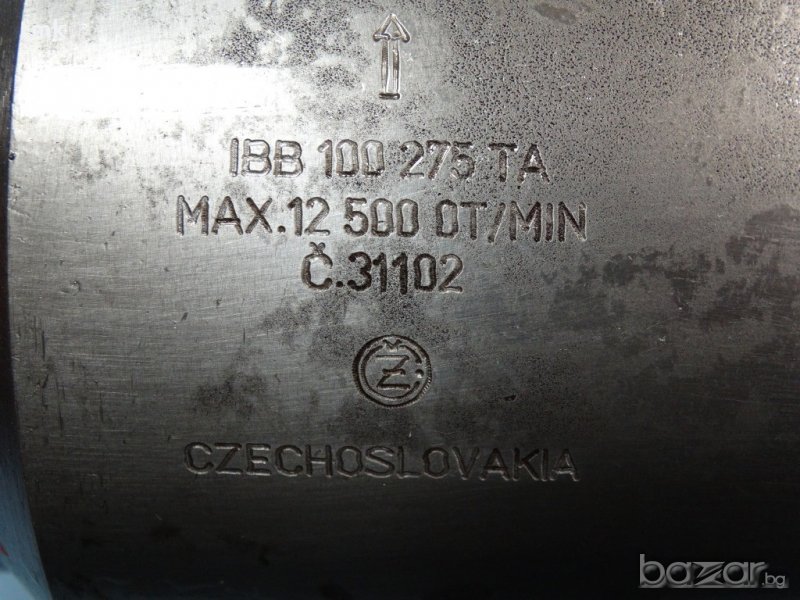 IBB 100 275 TA
MAX.12 500 OT/MIN
Č.31102
Ž
CZECHOSLOVAKIA
bazar.bg